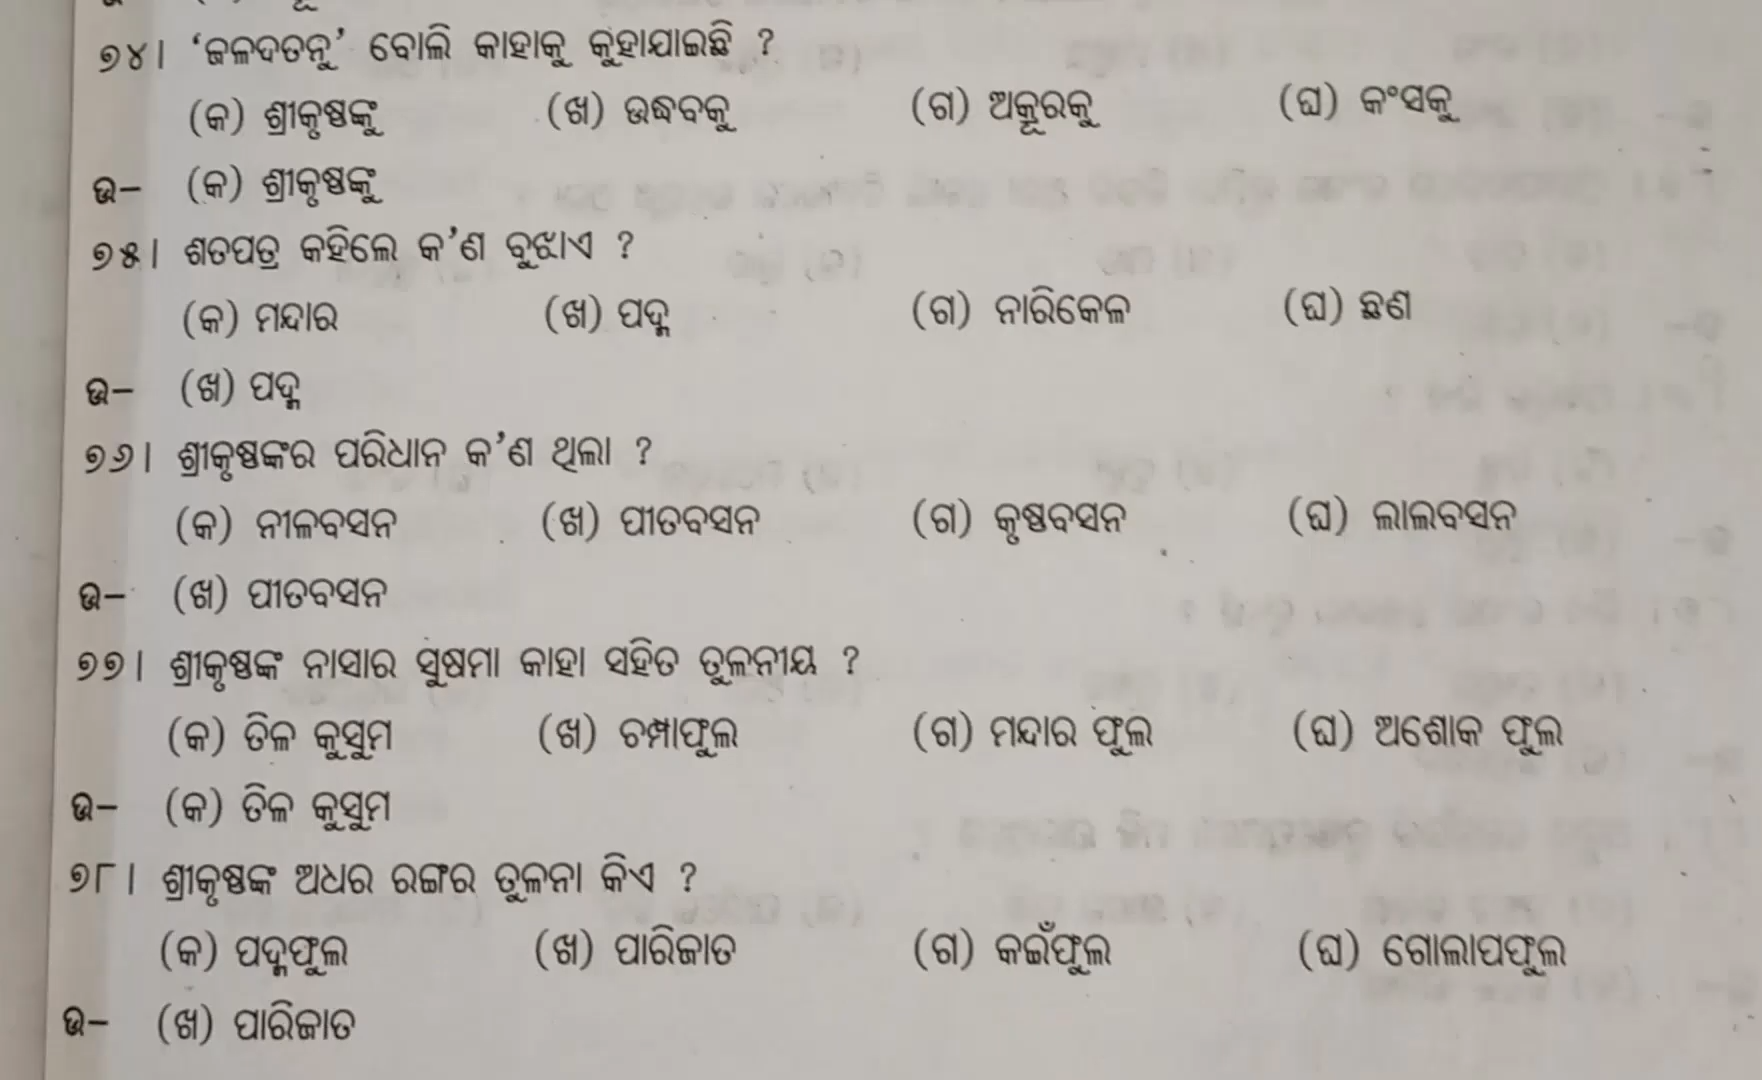 ୭୪। ‘ଜଳଦତନୁ’ ବୋଲି କାହାକୁ କୁହାଯାଇଛି ?
(କ) ଶ୍ରୀକୃଷ୍ଣଙ୍କୁ (ଖ) ଉଦ୍ଧବକୁ (ଗ) ଅକ୍ରୂରକୁ (ଘ) କଂସକୁ
ଉ– (କ) ଶ୍ରୀକୃଷ୍ଣଙ୍କୁ
୭୫। ଶତପତ୍ର କହିଲେ କ’ଣ ବୁଝାଏ ?
(କ) ମନ୍ଦାର (ଖ) ପଦ୍ମ (ଗ) ନାରିକେଳ (ଘ) ଛଣ
ଉ– (ଖ) ପଦ୍ମ
୭୬। ଶ୍ରୀକୃଷ୍ଣଙ୍କର ପରିଧାନ କ’ଣ ଥିଲା ?
(କ) ନୀଳବସନ (ଖ) ପୀତବସନ (ଗ) କୃଷ୍ଣବସନ (ଘ) ଲାଲବସନ
ଉ– (ଖ) ପୀତବସନ
୭୭। ଶ୍ରୀକୃଷ୍ଣଙ୍କ ନାସାର ସୁଷମା କାହା ସହିତ ତୁଳନୀୟ ?
(କ) ତିଳ କୁସୁମ (ଖ) ଚମ୍ପାଫୁଲ (ଗ) ମନ୍ଦାର ଫୁଲ (ଘ) ଅଶୋକ ଫୁଲ
ଉ– (କ) ତିଳ କୁସୁମ
୭୮। ଶ୍ରୀକୃଷ୍ଣଙ୍କ ଅଧର ରଙ୍ଗର ତୁଳନା କିଏ ?
(କ) ପଦ୍ମଫୁଲ (ଖ) ପାରିଜାତ (ଗ) କଇଁଫୁଲ (ଘ) ଗୋଲାପଫୁଲ
ଉ– (ଖ) ପାରିଜାତ